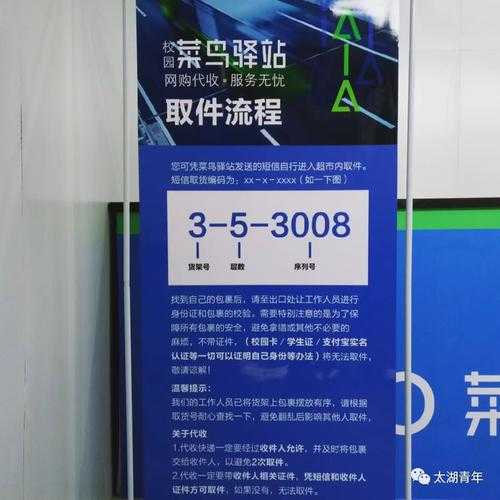 校园 菜鸟驿站
网购代收·服务无忧
取件流程
您可凭菜鸟驿站发送的短信自行进入超市内取件。
短信取货编码为：xx-x-xxxx（如一下图）
3-5-3008
货架号 层数 序列号
找到自己的包裹后，请至出口处让工作人员进行
身份证和包裹的校验。需要特别注意的是为了保
障所有包裹的安全，避免拿错或其他不必要的
麻烦，不带证件，（校园卡/学生证/支付宝实名
认证等一切可以证明自己身份等办法）将无法取件，
敬请谅解！
温馨提示：
我们的工作人员已将货架上包裹摆放有序，请根据
取货号耐心查找一下，避免翻乱后影响其他人取件，
关于代收
1.代收快递一定要经过收件人允许，并及时将包裹
交给收件人，以避免2次取件。
2.代收一定要带收件人相关证件，凭短信和收件人
证件方可取件，如果没有，无法取件。
菜
太湖青年